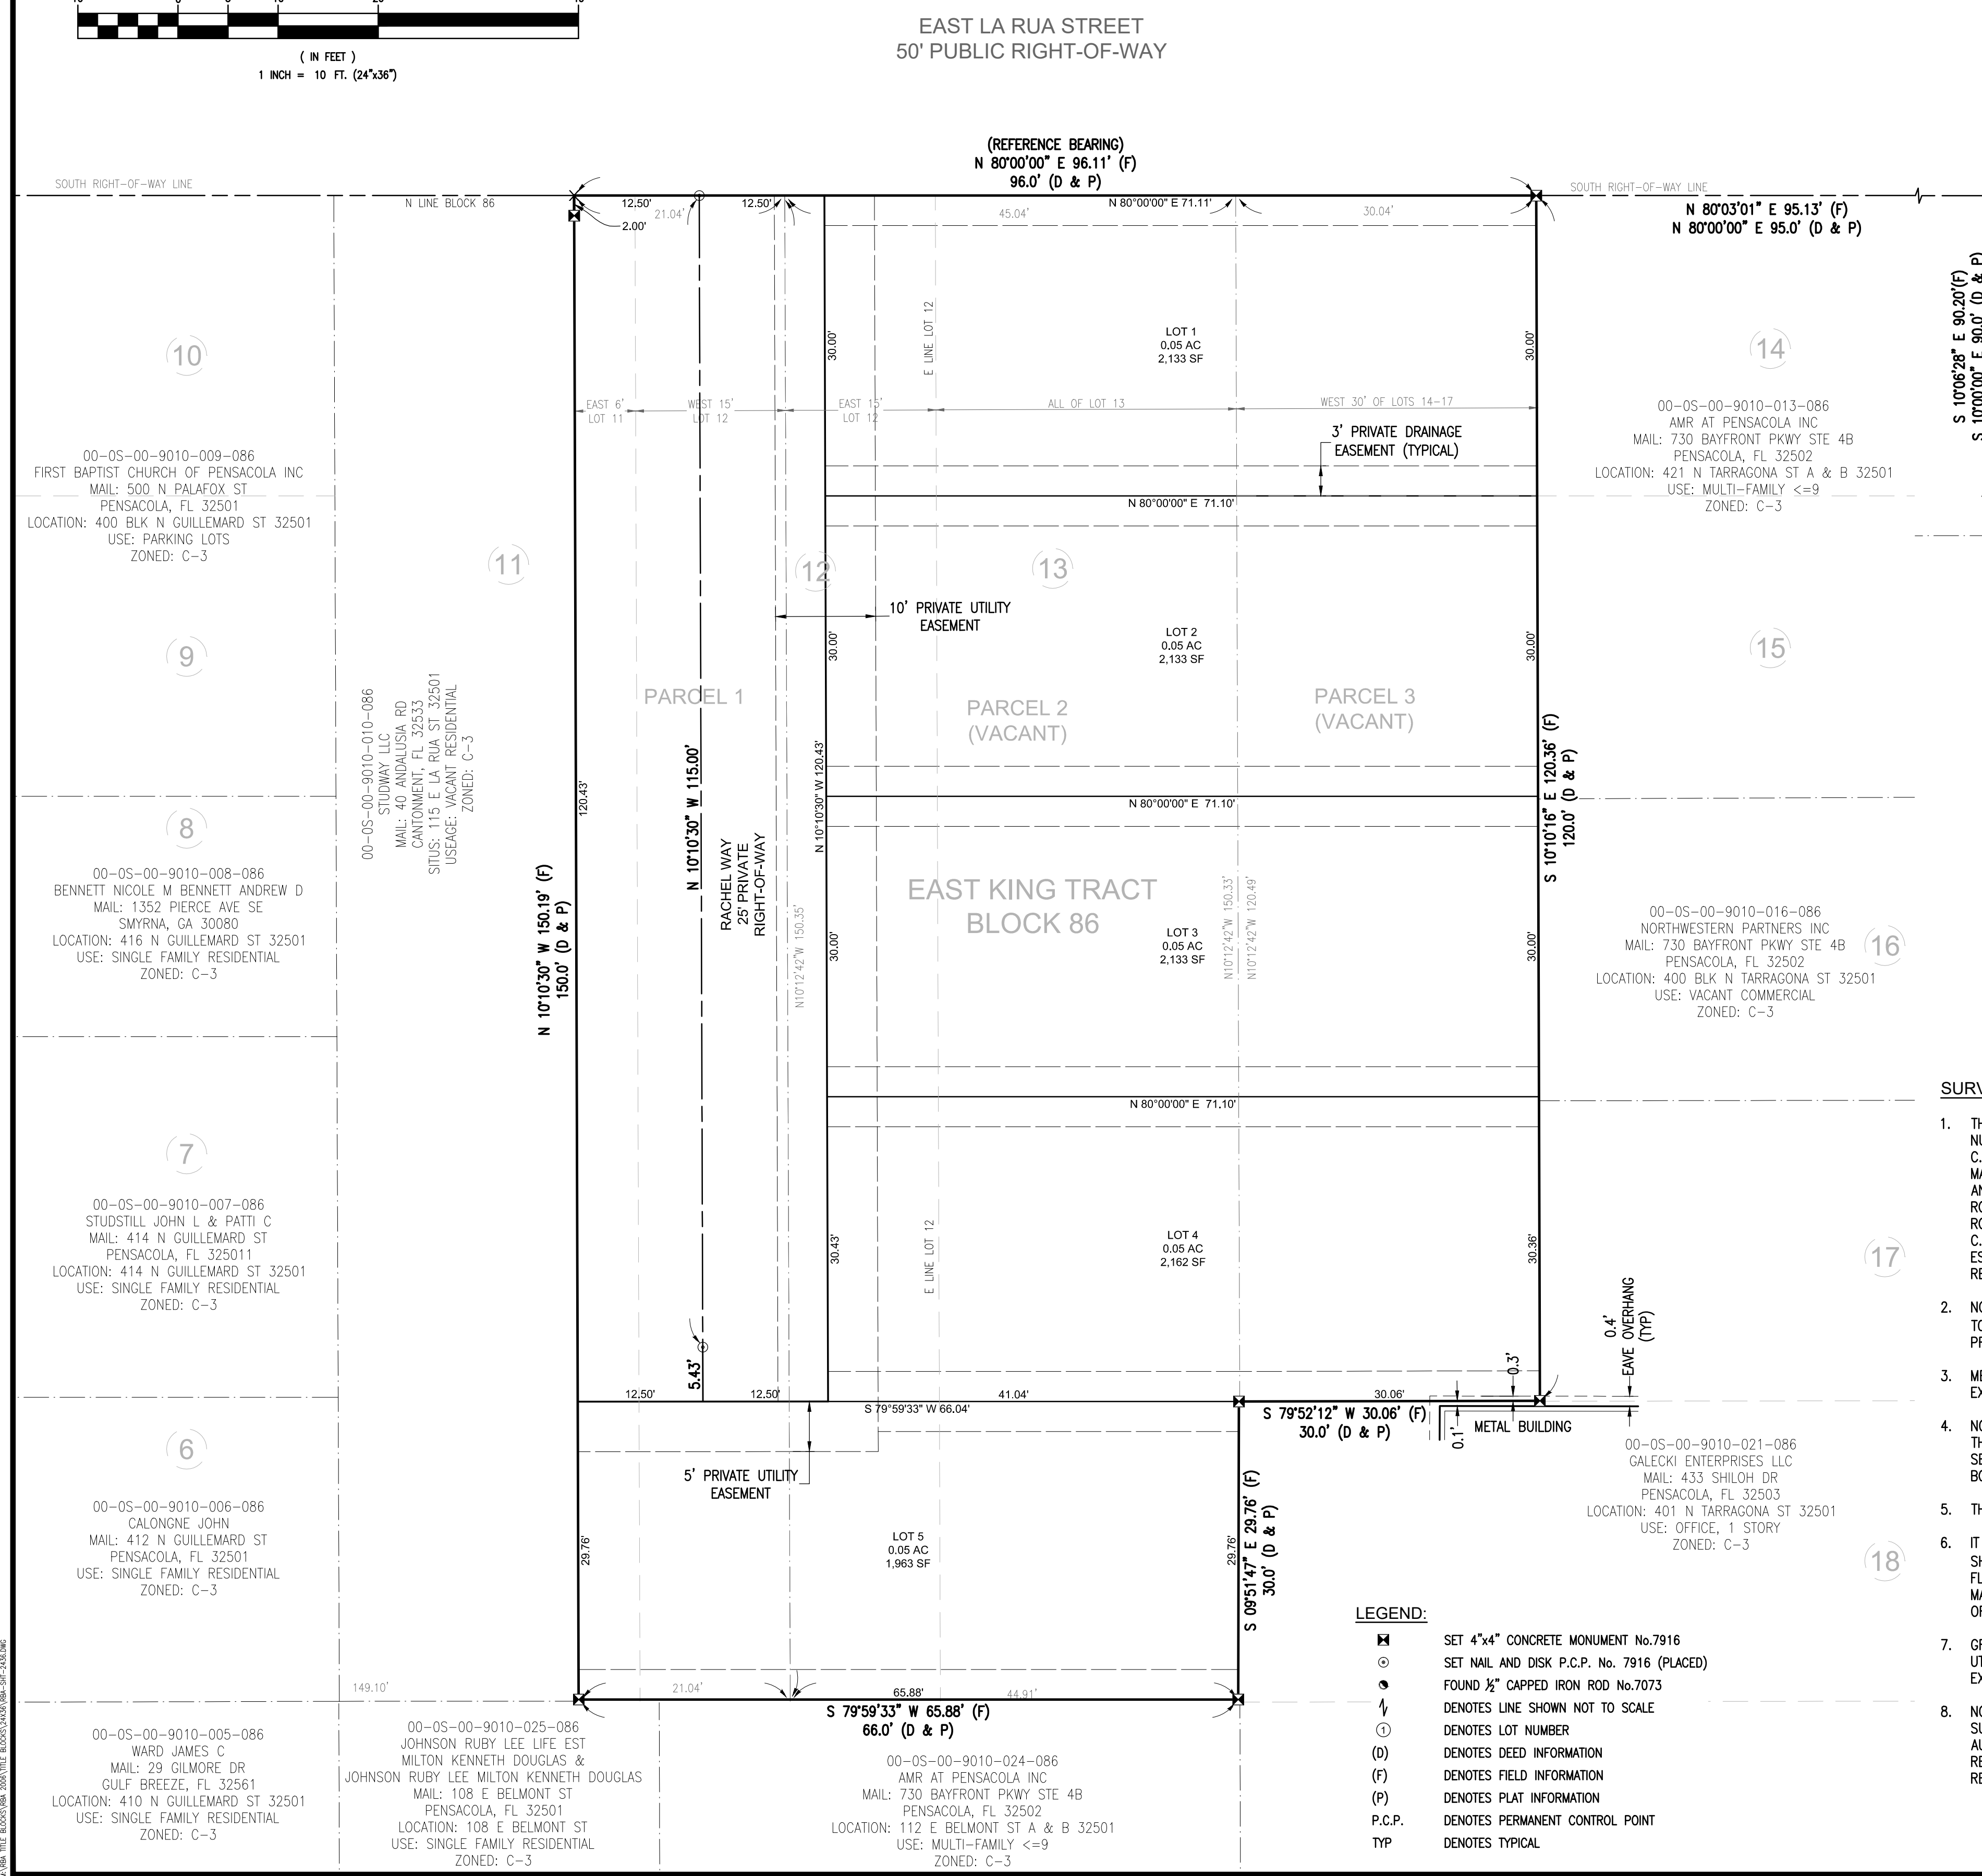 ( IN FEET )
1 INCH = 10 FT. (24"x36")
EAST LA RUA STREET
50' PUBLIC RIGHT-OF-WAY
(REFERENCE BEARING)
N 80°00'00" E 96.11' (F)
96.0' (D & P)
SOUTH RIGHT-OF-WAY LINE
N LINE BLOCK 86
12.50'
21.04'
2.00'
12.50'
N 80°00'00" E 71.11'
45.04'
30.04'
SOUTH RIGHT-OF-WAY LINE
N 80°03'01" E 95.13' (F)
N 80°00'00" E 95.0' (D & P)
S 10°06'28" E 90.20'(F)
S 10°00'00" E 90.0' (D & P)
E LINE LOT 12
30.00'
LOT 1
0.05 AC
2,133 SF
30.00'
EAST 6'
LOT 11
WEST 15'
LOT 12
EAST 15'
LOT 12
ALL OF LOT 13
WEST 30' OF LOTS 14-17
3' PRIVATE DRAINAGE
EASEMENT (TYPICAL)
N 80°00'00" E 71.10'
10
00-0S-00-9010-009-086
FIRST BAPTIST CHURCH OF PENSACOLA INC
MAIL: 500 N PALAFOX ST
PENSACOLA, FL 32501
LOCATION: 400 BLK N GUILLEMARD ST 32501
USE: PARKING LOTS
ZONED: C-3
14
00-0S-00-9010-013-086
AMR AT PENSACOLA INC
MAIL: 730 BAYFRONT PKWY STE 4B
PENSACOLA, FL 32502
LOCATION: 421 N TARRAGONA ST A & B 32501
USE: MULTI-FAMILY <=9
ZONED: C-3
11
12
13
10' PRIVATE UTILITY
EASEMENT
30.00'
LOT 2
0.05 AC
2,133 SF
30.00'
9
15
00-0S-00-9010-010-086
STUDWAY LLC
MAIL: 40 ANDALUSIA RD
CANTONMENT, FL 32533
SITUS: 115 E LA RUA ST 32501
USEAGE: VACANT RESIDENTIAL
ZONED: C-3
PARCEL 1
PARCEL 2
(VACANT)
PARCEL 3
(VACANT)
120.43'
N 10°10'30" W 115.00'
N 10°10'30" W 120.43'
S 10°10'16" E 120.36' (F)
120.0' (D & P)
N 80°00'00" E 71.10'
8
00-0S-00-9010-008-086
BENNETT NICOLE M BENNETT ANDREW D
MAIL: 1352 PIERCE AVE SE
SMYRNA, GA 30080
LOCATION: 416 N GUILLEMARD ST 32501
USE: SINGLE FAMILY RESIDENTIAL
ZONED: C-3
N 10°10'30" W 150.19' (F)
150.0' (D & P)
RACHEL WAY
25' PRIVATE
RIGHT-OF-WAY
N10°12'42"W 150.35'
EAST KING TRACT
BLOCK 86
N10°12'42"W 150.33'
N10°12'42"W 120.49'
30.00'
LOT 3
0.05 AC
2,133 SF
30.00'
00-0S-00-9010-016-086
NORTHWESTERN PARTNERS INC
MAIL: 730 BAYFRONT PKWY STE 4B
PENSACOLA, FL 32502
LOCATION: 400 BLK N TARRAGONA ST 32501
USE: VACANT COMMERCIAL
ZONED: C-3
16
N 80°00'00" E 71.10'
7
00-0S-00-9010-007-086
STUDSTILL JOHN L & PATTI C
MAIL: 414 N GUILLEMARD ST
PENSACOLA, FL 325011
LOCATION: 414 N GUILLEMARD ST 32501
USE: SINGLE FAMILY RESIDENTIAL
ZONED: C-3
30.43'
E LINE LOT 12
LOT 4
0.05 AC
2,162 SF
30.36'
17
0.4'
EAVE OVERHANG
(TYP)
0.3'
5.43'
12.50'
12.50'
41.04'
S 79°59'33" W 66.04'
30.06'
S 79°52'12" W 30.06' (F)
30.0' (D & P)
0.1'
METAL BUILDING
5' PRIVATE UTILITY
EASEMENT
6
00-0S-00-9010-006-086
CALONGNE JOHN
MAIL: 412 N GUILLEMARD ST
PENSACOLA, FL 32501
USE: SINGLE FAMILY RESIDENTIAL
ZONED: C-3
29.76'
LOT 5
0.05 AC
1,963 SF
29.76'
S 09°51'47" E 29.76' (F)
30.0' (D & P)
00-0S-00-9010-021-086
GALECKI ENTERPRISES LLC
MAIL: 433 SHILOH DR
PENSACOLA, FL 32503
LOCATION: 401 N TARRAGONA ST 32501
USE: OFFICE, 1 STORY
ZONED: C-3
18
149.10'
21.04'
65.88'
44.91'
S 79°59'33" W 65.88' (F)
66.0' (D & P)
00-0S-00-9010-005-086
WARD JAMES C
MAIL: 29 GILMORE DR
GULF BREEZE, FL 32561
LOCATION: 410 N GUILLEMARD ST 32501
USE: SINGLE FAMILY RESIDENTIAL
ZONED: C-3
00-0S-00-9010-025-086
JOHNSON RUBY LEE LIFE EST
MILTON KENNETH DOUGLAS &
JOHNSON RUBY LEE MILTON KENNETH DOUGLAS
MAIL: 108 E BELMONT ST
PENSACOLA, FL 32501
LOCATION: 108 E BELMONT ST
USE: SINGLE FAMILY RESIDENTIAL
ZONED: C-3
00-0S-00-9010-024-086
AMR AT PENSACOLA INC
MAIL: 730 BAYFRONT PKWY STE 4B
PENSACOLA, FL 32502
LOCATION: 112 E BELMONT ST A & B 32501
USE: MULTI-FAMILY <=9
ZONED: C-3
LEGEND:
SET 4"x4" CONCRETE MONUMENT No.7916
SET NAIL AND DISK P.C.P. No. 7916 (PLACED)
FOUND ½" CAPPED IRON ROD No.7073
DENOTES LINE SHOWN NOT TO SCALE
1 DENOTES LOT NUMBER
(D) DENOTES DEED INFORMATION
(F) DENOTES FIELD INFORMATION
(P) DENOTES PLAT INFORMATION
P.C.P. DENOTES PERMANENT CONTROL POINT
TYP DENOTES TYPICAL
1.
2.
3.
4.
5.
6. IT
7.
8.